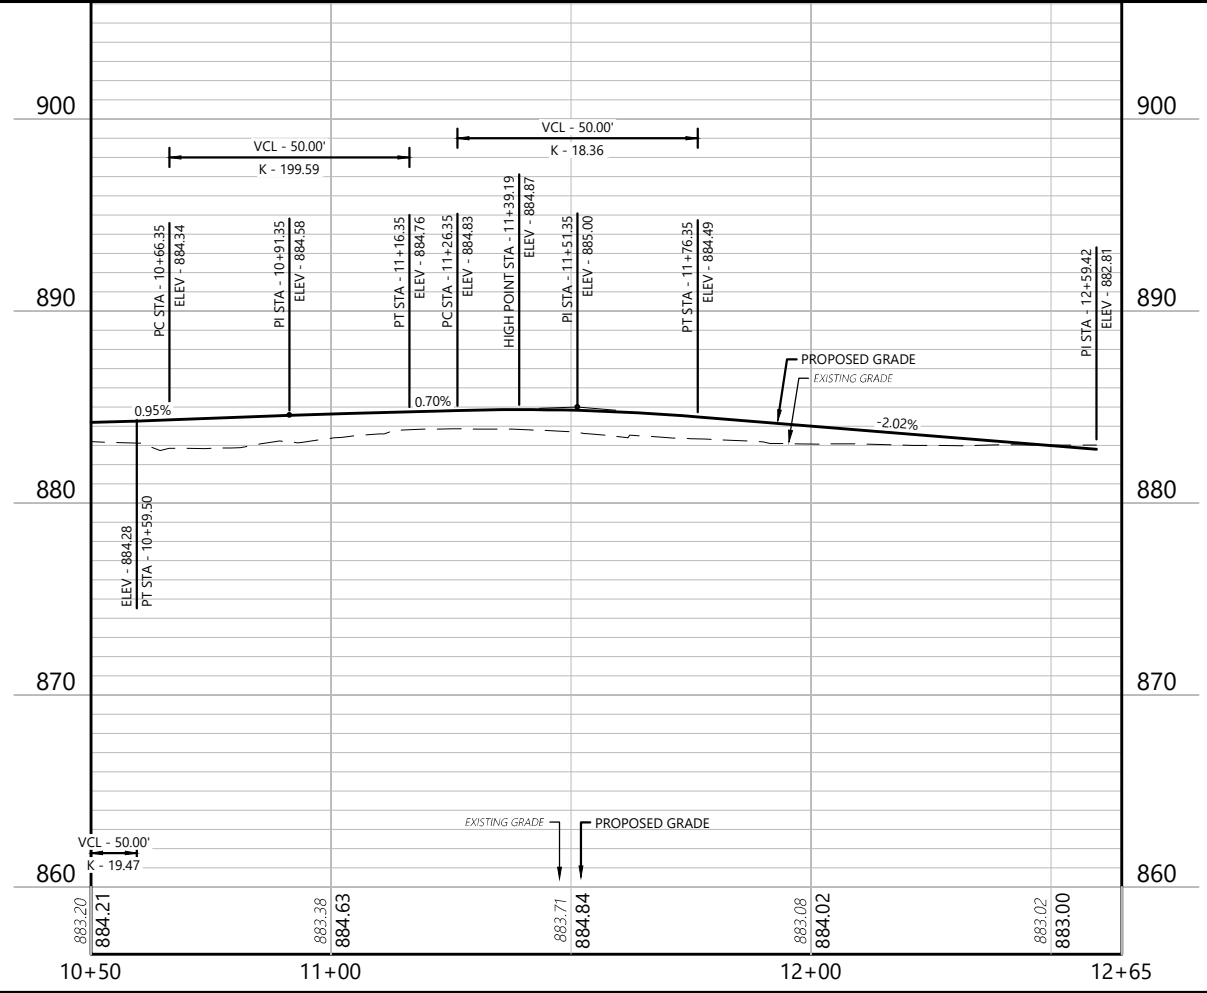 900
900
VCL - 50.00'
K - 199.59
VCL - 50.00'
K - 18.36
PC STA - 10+66.35
ELEV - 884.34
PI STA - 10+91.35
ELEV - 884.58
PT STA - 11+16.35
ELEV - 884.76
PC STA - 11+26.35
ELEV - 884.83
HIGH POINT STA - 11+39.19
ELEV - 884.87
PI STA - 11+51.35
ELEV - 885.00
PT STA - 11+76.35
ELEV - 884.49
PI STA - 12+59.42
ELEV - 882.81
890
890
PROPOSED GRADE
EXISTING GRADE
0.95%
0.70%
-2.02%
880
880
ELEV - 884.28
PT STA - 10+59.50
870
870
EXISTING GRADE
PROPOSED GRADE
VCL - 50.00'
K - 19.47
860
860
883.20
884.21
883.38
884.63
883.71
884.84
883.08
884.02
883.02
883.00
10+50
11+00
12+00
12+65